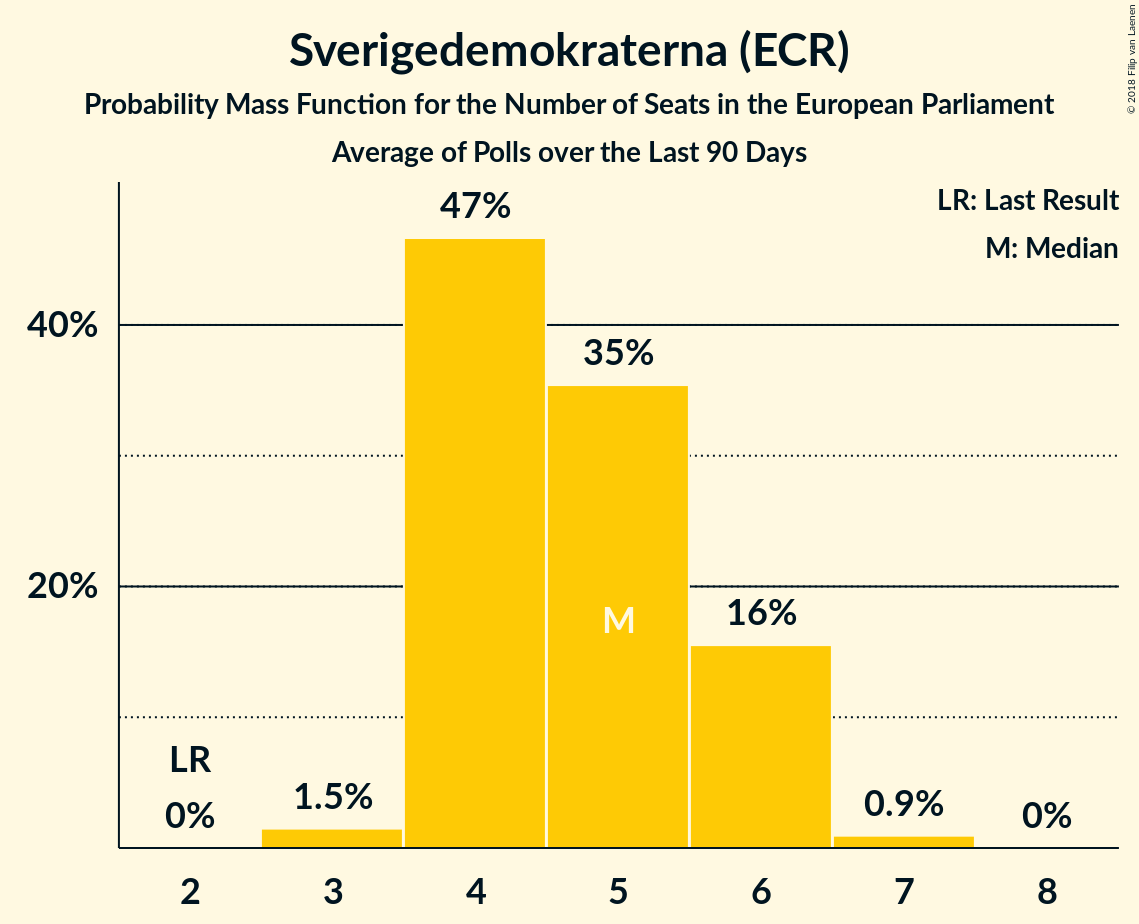 Sverigedemokraterna (ECR)
Probability Mass Function for the Number of Seats in the European Parliament
Average of Polls over the Last 90 Days
© 2018 Filip van Laenen
LR: Last Result
M: Median
47%
40%
35%
20%
16%
M
LR
0%
1.5%
0.9%
0%
2 3 4 5 6 7 8